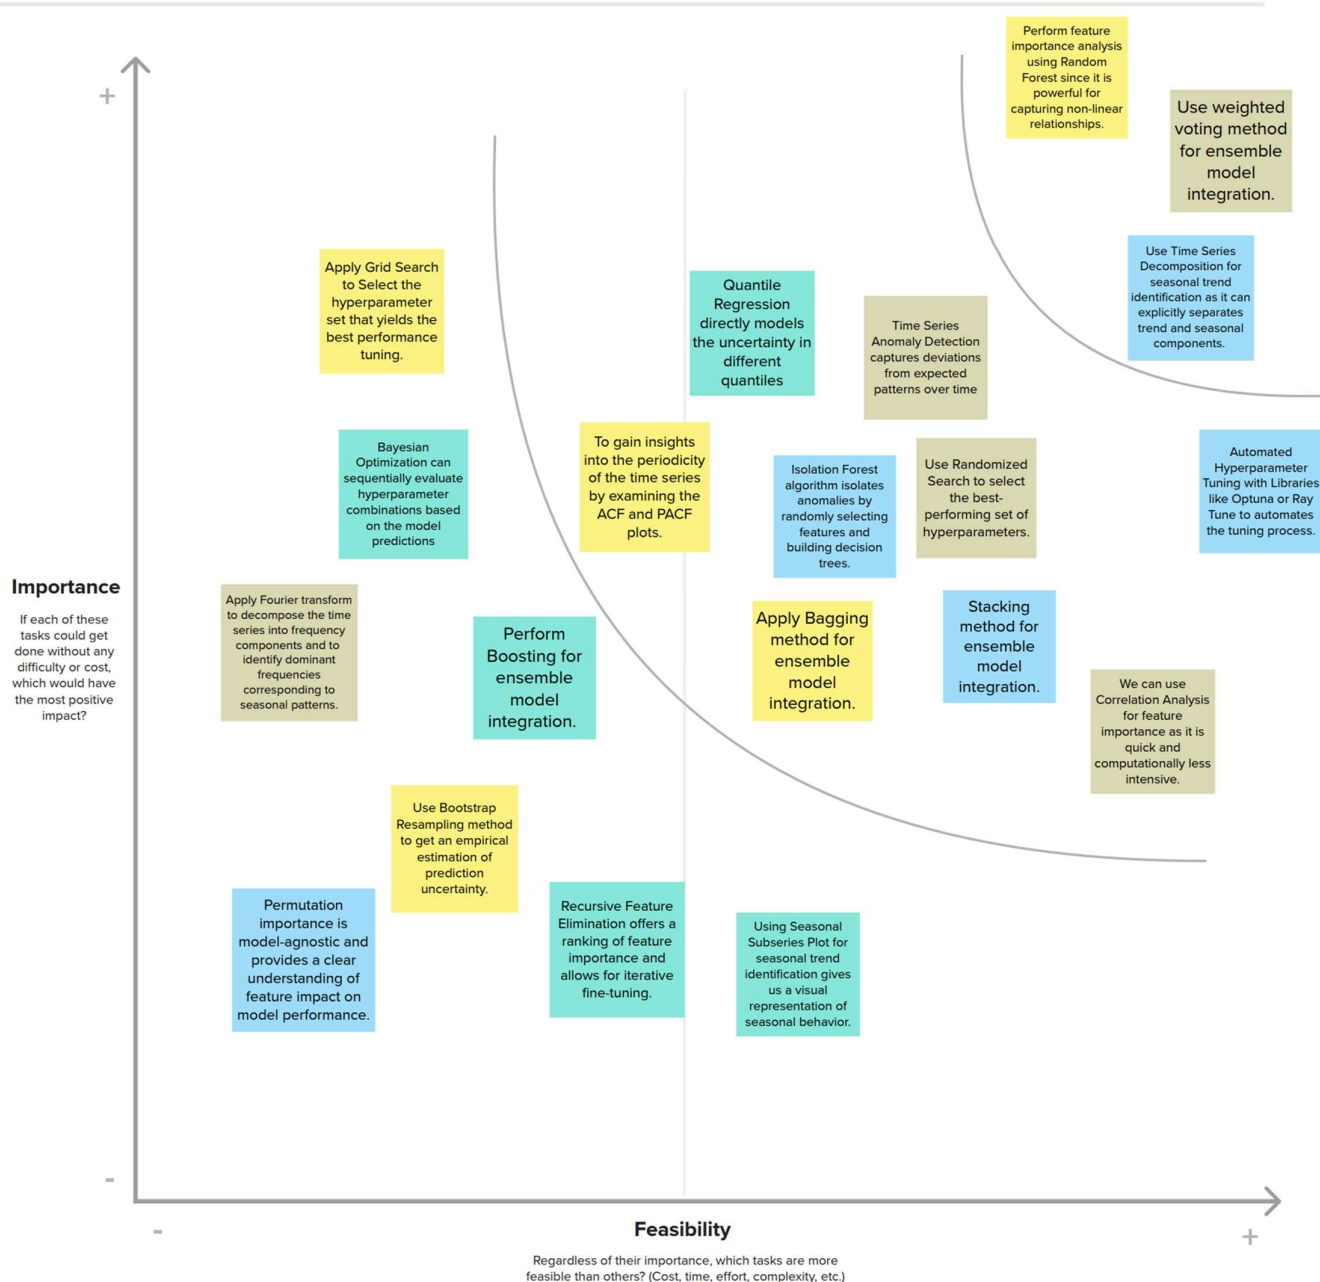 Perform feature
importance analysis
using Random
Forest since it is
powerful for
capturing non-linear
relationships.
+
Use weighted
voting method
for ensemble
model
integration.
Apply Grid Search
to Select the
hyperparameter
set that yields the
best performance
tuning.
Quantile
Regression
directly models
the uncertainty in
different
quantiles
Time Series
Anomaly Detection
captures deviations
from expected
patterns over time
Use Time Series
Decomposition for
seasonal trend
identification as it can
explicitly separates
trend and seasonal
components.
Bayesian
Optimization can
sequentially evaluate
hyperparameter
combinations based
on the model
predictions
To gain insights
into the periodicity
of the time series
by examining the
ACF and PACF
plots.
Isolation Forest
algorithm isolates
anomalies by
randomly selecting
features and
building decision
trees.
Use Randomized
Search to select
the best-
performing set of
hyperparameters.
Automated
Hyperparameter
Tuning with Libraries
like Optuna or Ray
Tune to automates
the tuning process.
Importance
If each of these
tasks could get
done without any
difficulty or cost,
which would have
the most positive
impact?
Apply Fourier transform
to decompose the time
series into frequency
components and to
identify dominant
frequencies
corresponding to
seasonal patterns.
Perform
Boosting for
ensemble
model
integration.
Apply Bagging
method for
ensemble
model
integration.
Stacking
method for
ensemble
model
integration.
We can use
Correlation Analysis
for feature
importance as it is
quick and
computationally less
intensive.
Use Bootstrap
Resampling method
to get an empirical
estimation of
prediction
uncertainty.
Permutation
importance is
model-agnostic and
provides a clear
understanding of
feature impact on
model performance.
Recursive Feature
Elimination offers a
ranking of feature
importance and
allows for iterative
fine-tuning.
Using Seasonal
Subseries Plot for
seasonal trend
identification gives
us a visual
representation of
seasonal behavior.
-
-
Feasibility
+
Regardless of their importance, which tasks are more
feasible than others? (Cost, time, effort, complexity, etc.)